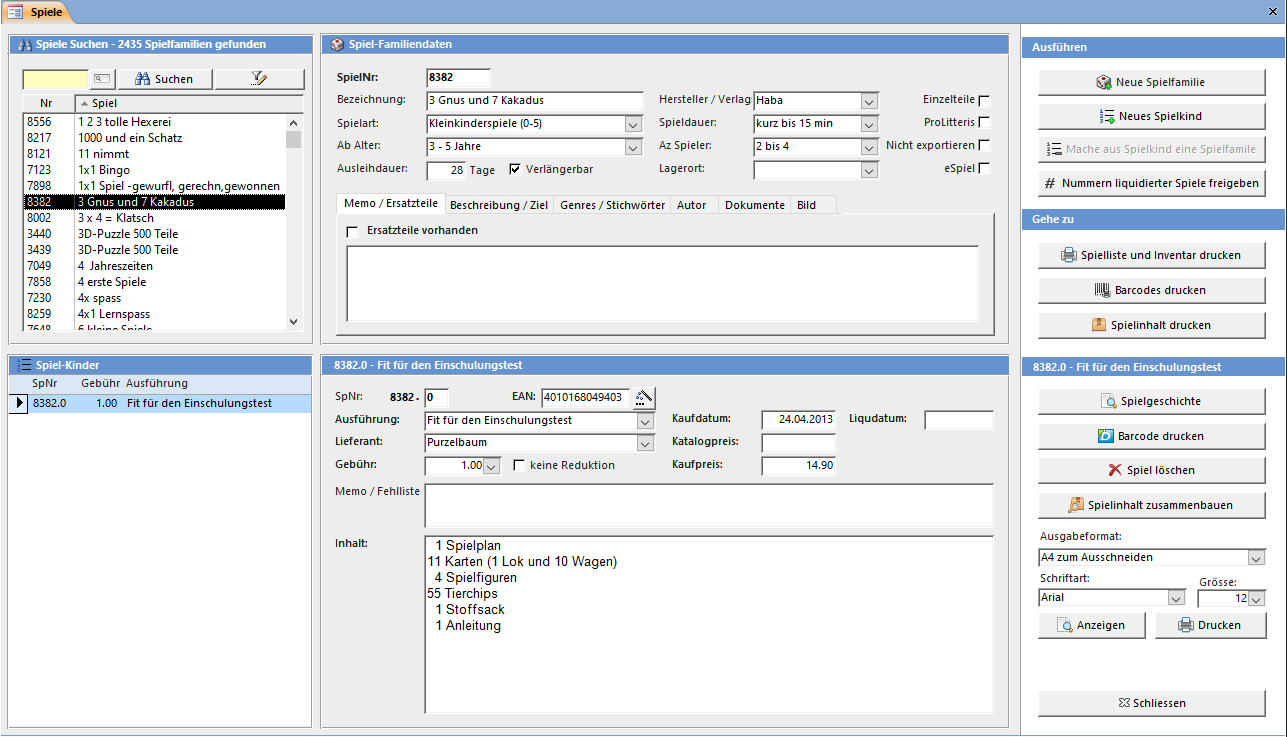 Spiele
Spiele Suchen - 2435 Spielfamilien gefunden
Suchen
Nr Spiel
8556 1 2 3 tolle Hexerei
8217 1000 und ein Schatz
8121 11 nimmt
7123 1x1 Bingo
7898 1x1 Spiel -gewurfl, gerechn,gewonnen
8382 3 Gnus und 7 Kakadus
8002 3 x 4 = Klatsch
3440 3D-Puzzle 500 Teile
3439 3D-Puzzle 500 Teile
7049 4 Jahreszeiten
7858 4 erste Spiele
7230 4x spass
8259 4x1 Lernspass
7648 6 kleine Spiele
Spiel-Familiendaten
SpielNr: 8382
Bezeichnung: 3 Gnus und 7 Kakadus Hersteller / Verlag: Haba Einzelteile
Spielart: Kleinkinderspiele (0-5) Spieldauer: kurz bis 15 min ProLitteris
Ab Alter: 3 - 5 Jahre Az Spieler: 2 bis 4 Nicht exportieren
Ausleihdauer: 28 Tage Verlängerbar Lagerort: eSpiel
Memo / Ersatzteile Beschreibung / Ziel Genres / Stichwörter Autor Dokumente Bild
Ersatzteile vorhanden
Spiel-Kinder
SpNr Gebühr Ausführung
8382.0 1.00 Fit für den Einschulungstest
8382.0 - Fit für den Einschulungstest
SpNr: 8382. 0 EAN: 4010168049403
Ausführung: Fit für den Einschulungstest Kaufdatum: 24.04.2013 Liqudatum:
Lieferant: Purzelbaum Katalogpreis:
Gebühr: 1.00 keine Reduktion Kaufpreis: 14.90
Memo / Fehlliste
Inhalt:
1 Spielplan
11 Karten (1 Lok und 10 Wagen)
4 Spielfiguren
55 Tierchips
1 Stoffsack
1 Anleitung
Ausführen
Neue Spielfamilie
Neues Spielkind
Mache aus Spielkind eine Spielfamile
# Nummern liquidierter Spiele freigeben
Gehe zu
Spielliste und Inventar drucken
Barcodes drucken
Spielinhalt drucken
8382.0 - Fit für den Einschulungstest
Spielgeschichte
Barcode drucken
Spiel löschen
Spielinhalt zusammenbauen
Ausgabeformat:
A4 zum Ausschneiden
Schriftart: Grösse:
Arial 12
Anzeigen Drucken
Schliessen